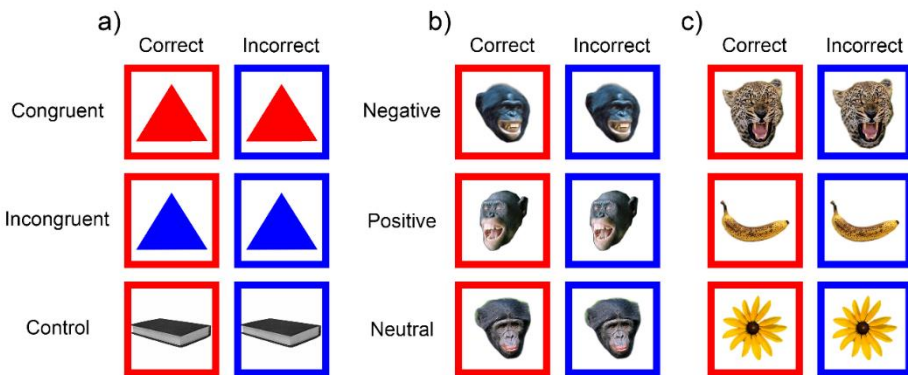 a)
Correct Incorrect
Congruent
Incongruent
Control
b)
Correct Incorrect
Negative
Positive
Neutral
c)
Correct Incorrect